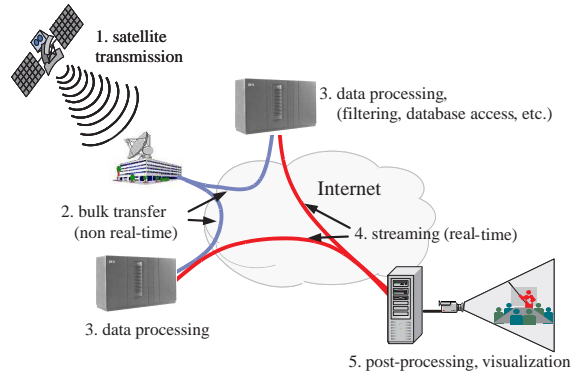 1. satellite
transmission
3. data processing,
(filtering, database access, etc.)
Internet
2. bulk transfer
(non real-time)
4. streaming (real-time)
3. data processing
5. post-processing, visualization